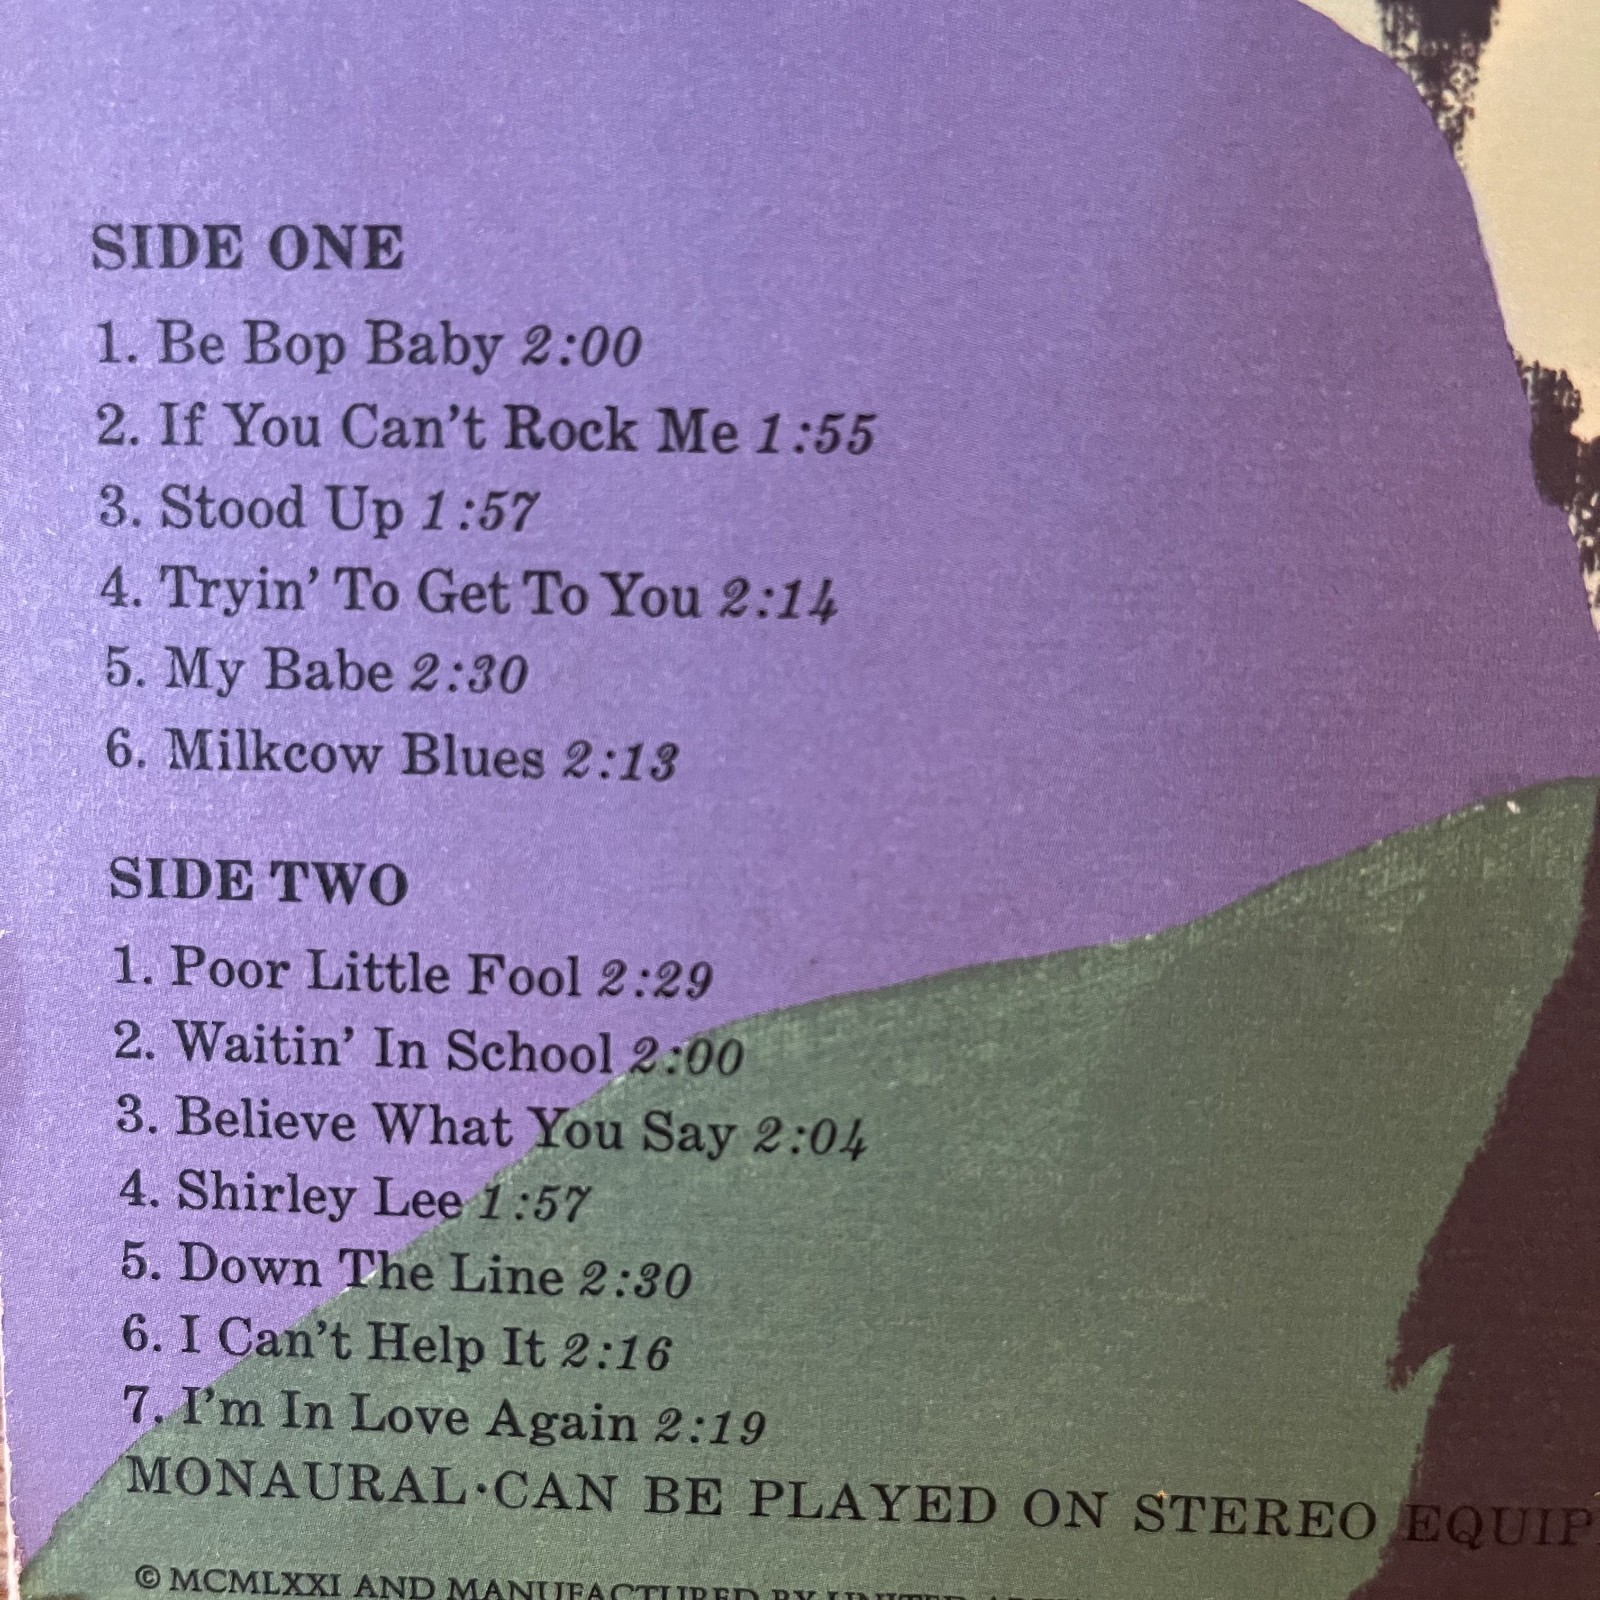 SIDE ONE
1. Be Bop Baby 2:00
2. If You Can't Rock Me 1:55
3. Stood Up 1:57
4. Tryin' To Get To You 2:14
5. My Babe 2:30
6. Milkcow Blues 2:13
SIDE TWO
1. Poor Little Fool 2:29
2. Waitin' In School 2:00
3. Believe What You Say 2:04
4. Shirley Lee 1:57
5. Down The Line 2:30
6. I Can't Help It 2:16
7. I'm In Love Again 2:19
MONAURAL·CAN BE PLAYED ON STEREO EQUIP
© MCMLXXI AND MANUFACTURED BY UNITED